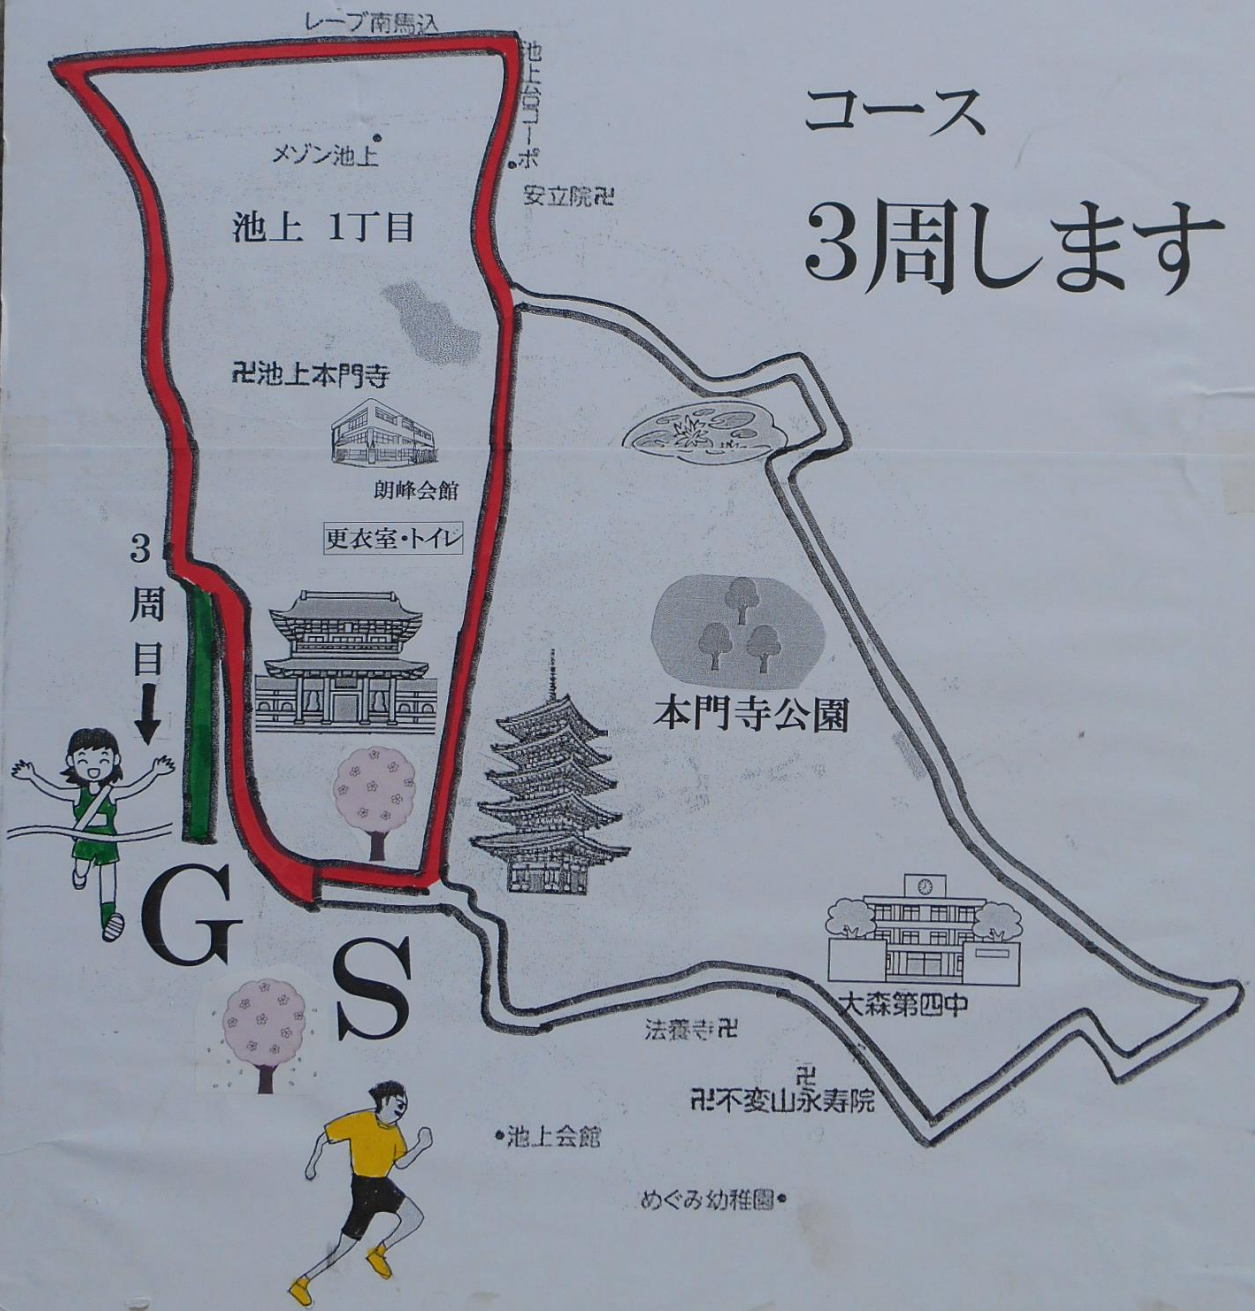 レーブ南馬込
池上台コーポ
コース
3周します
メゾン池上
安立院卍
池上 1丁目
卍池上本門寺
朗峰会館
更衣室・トイレ
3周目
本門寺公園
G
S
大森第四中
法養寺卍
卍
卍不変山永寿院
池上会館
めぐみ幼稚園